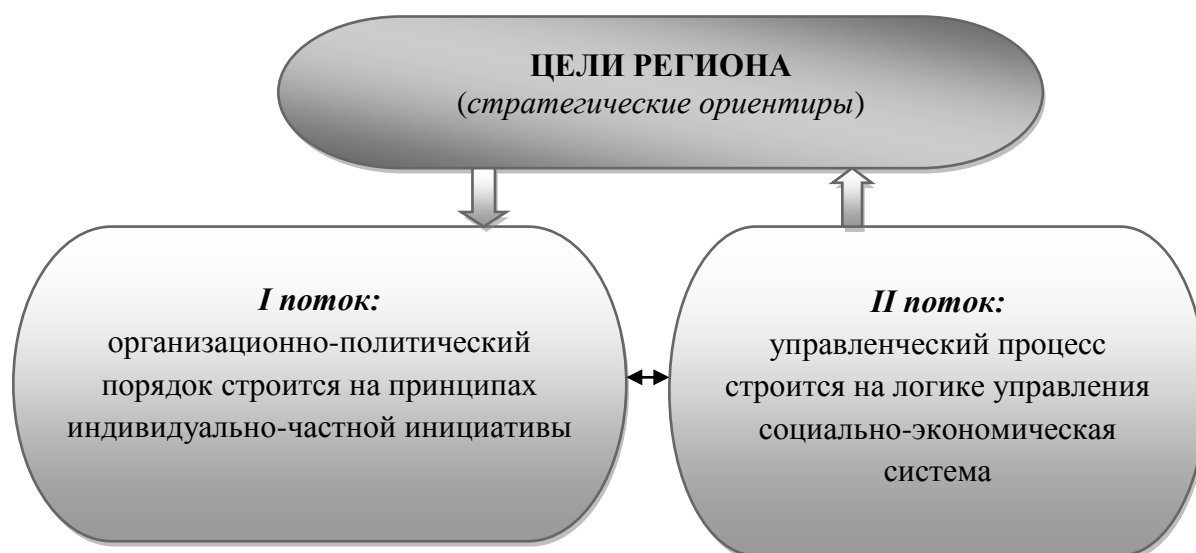 ЦЕЛИ РЕГИОНА
(стратегические ориентиры)
I поток:
организационно-политический
порядок строится на принципах
индивидуально-частной инициативы
II поток:
управленческий процесс
строится на логике управления
социально-экономическая
система